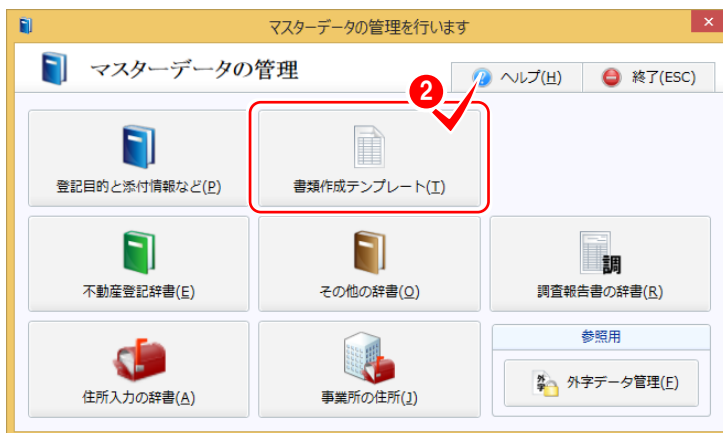 マスターデータの管理を行います
×
マスターデータの管理
ヘルプ(H)
終了(ESC)
2
登記目的と添付情報など(P)
書類作成テンプレート(T)
不動産登記辞書(E)
その他の辞書(O)
調
調査報告書の辞書(R)
参照用
住所入力の辞書(A)
事業所の住所(J)
外字
外字データ管理(F)